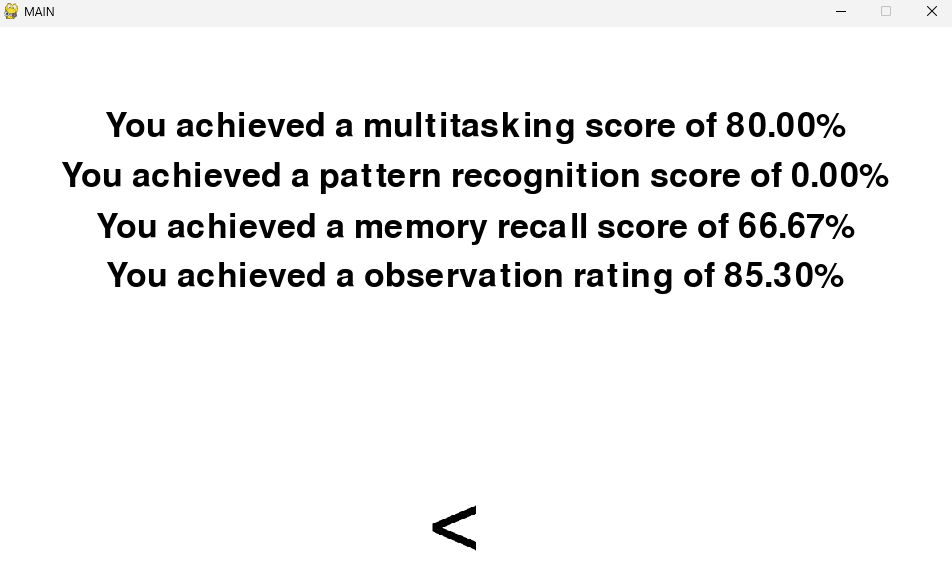 MAIN
You achieved a multitasking score of 80.00%
You achieved a pattern recognition score of 0.00%
You achieved a memory recall score of 66.67%
You achieved a observation rating of 85.30%
<